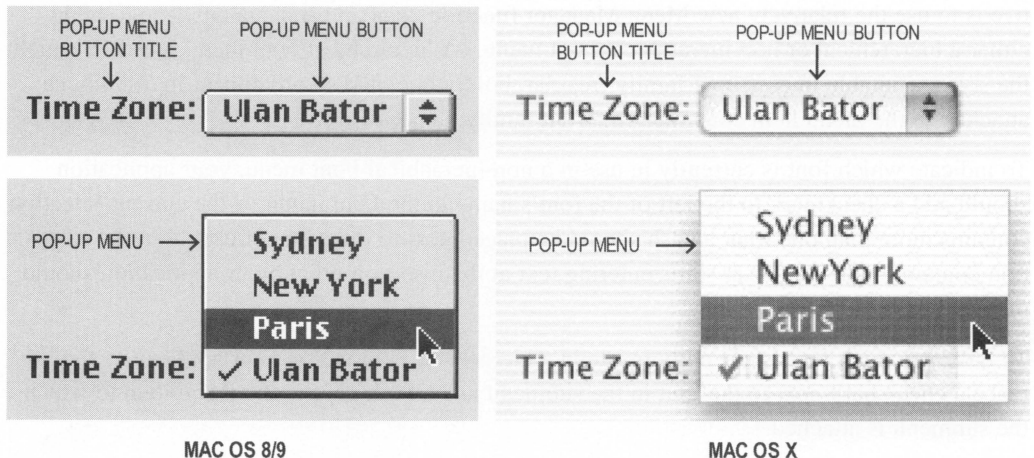 POP-UP MENU
BUTTON TITLE
POP-UP MENU BUTTON
Time Zone:
Ulan Bator
POP-UP MENU
BUTTON TITLE
POP-UP MENU BUTTON
Time Zone:
Ulan Bator
POP-UP MENU
Sydney
New York
Paris
Time Zone:
✓ Ulan Bator
POP-UP MENU
Sydney
NewYork
Paris
Time Zone:
✓ Ulan Bator
MAC OS 8/9
MAC OS X